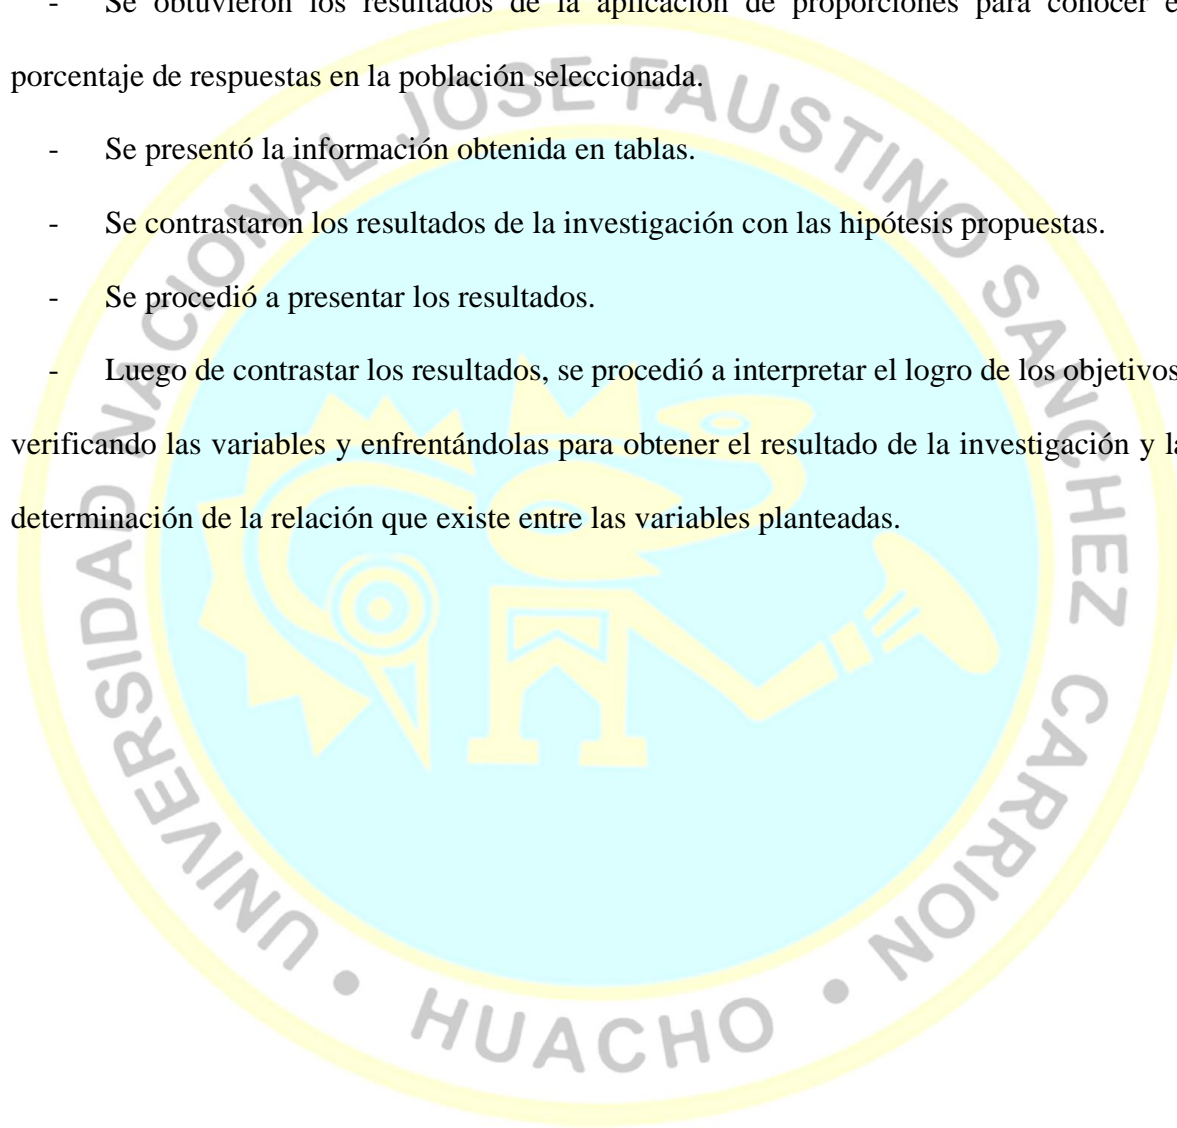 - Se obtuvieron los resultados de la aplicación de proporciones para conocer e
porcentaje de respuestas en la población seleccionada.
- Se presentó la información obtenida en tablas.
- Se contrastaron los resultados de la investigación con las hipótesis propuestas.
- Se procedió a presentar los resultados.
- Luego de contrastar los resultados, se procedió a interpretar el logro de los objetivos
verificando las variables y enfrentándolas para obtener el resultado de la investigación y la
determinación de la relación que existe entre las variables planteadas.
UNIVERSIDAD NACIONAL JOSE FAUSTINO SANCHEZ CARRION
• HUACHO •